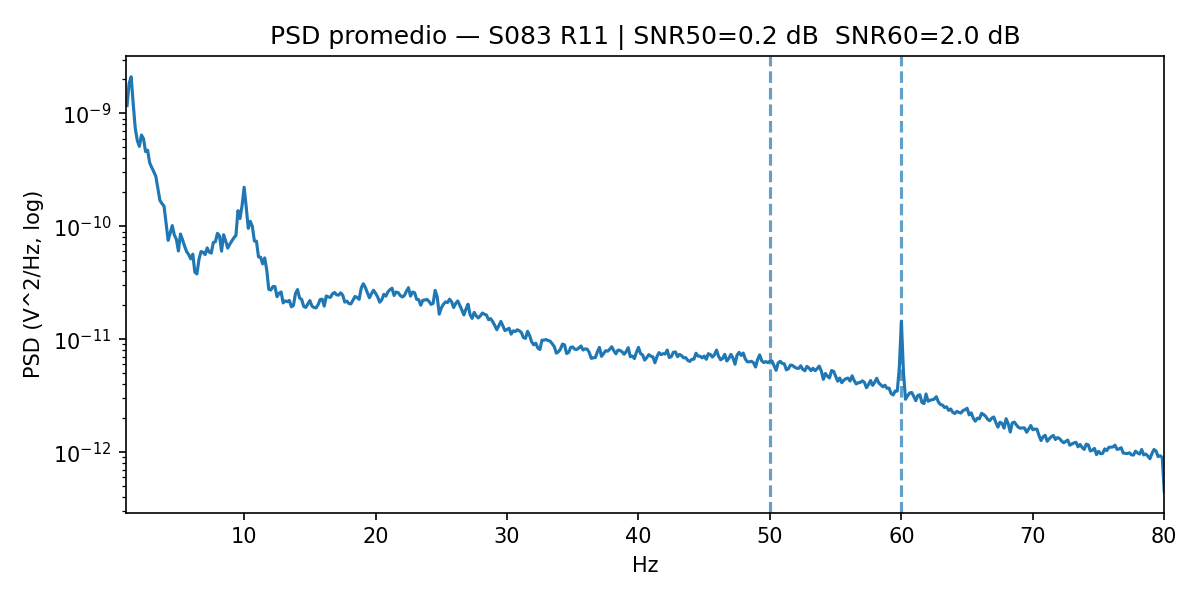 PSD promedio — S083 R11 | SNR50=0.2 dB  SNR60=2.0 dB
PSD (V^2/Hz, log)
10⁻⁹
10⁻¹⁰
10⁻¹¹
10⁻¹²
10 20 30 40 50 60 70 80
Hz